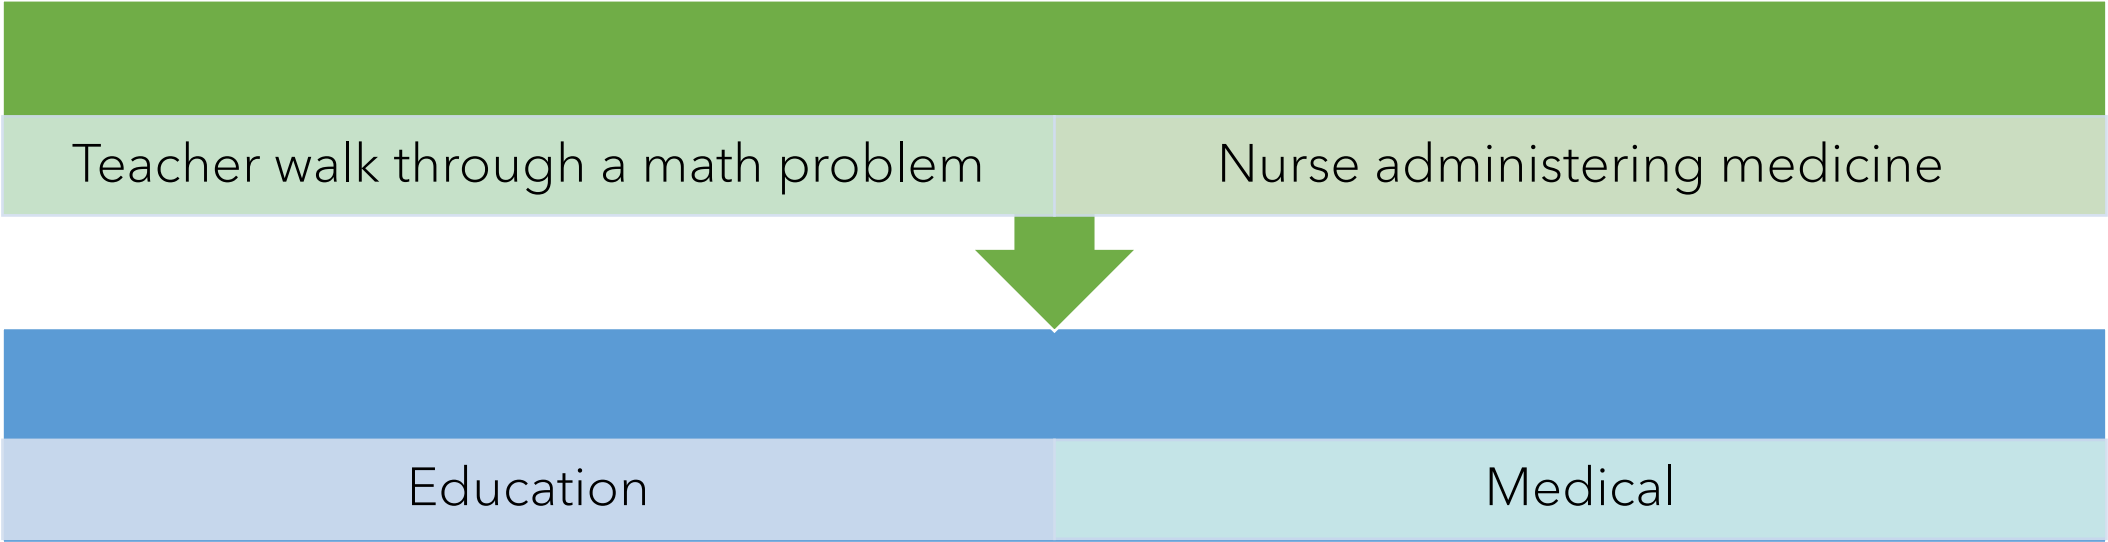 Teacher walk through a math problem
Nurse administering medicine
Education
Medical